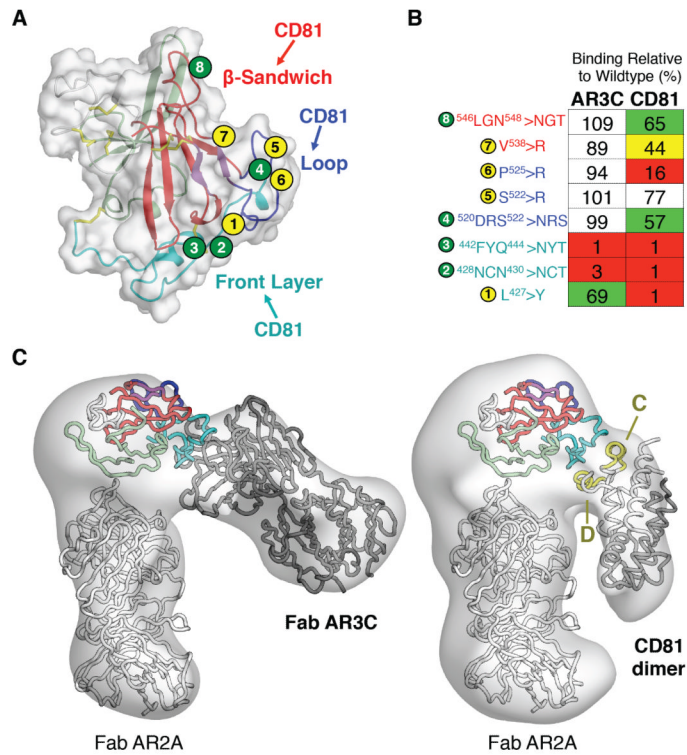 A
CD81
β-Sandwich
CD81
Loop
8
7
5
4
6
1
3
2
Front Layer
CD81
B
Binding Relative
to Wildtype (%)
AR3C CD81
8 546LGN548>NGT 109 65
7 V538>R 89 44
6 P525>R 94 16
5 S522>R 101 77
4 520DRS522>NRS 99 57
3 442FYQ444>NYT 1 1
2 428NCN430>NCT 3 1
1 L427>Y 69 1
C
Fab AR3C
Fab AR2A
C
D
CD81
dimer
Fab AR2A